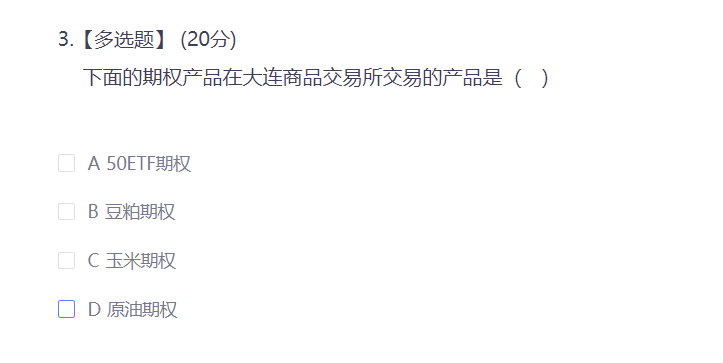 3.【多选题】 (20分)
下面的期权产品在大连商品交易所交易的产品是（  ）
A 50ETF期权
B 豆粕期权
C 玉米期权
D 原油期权